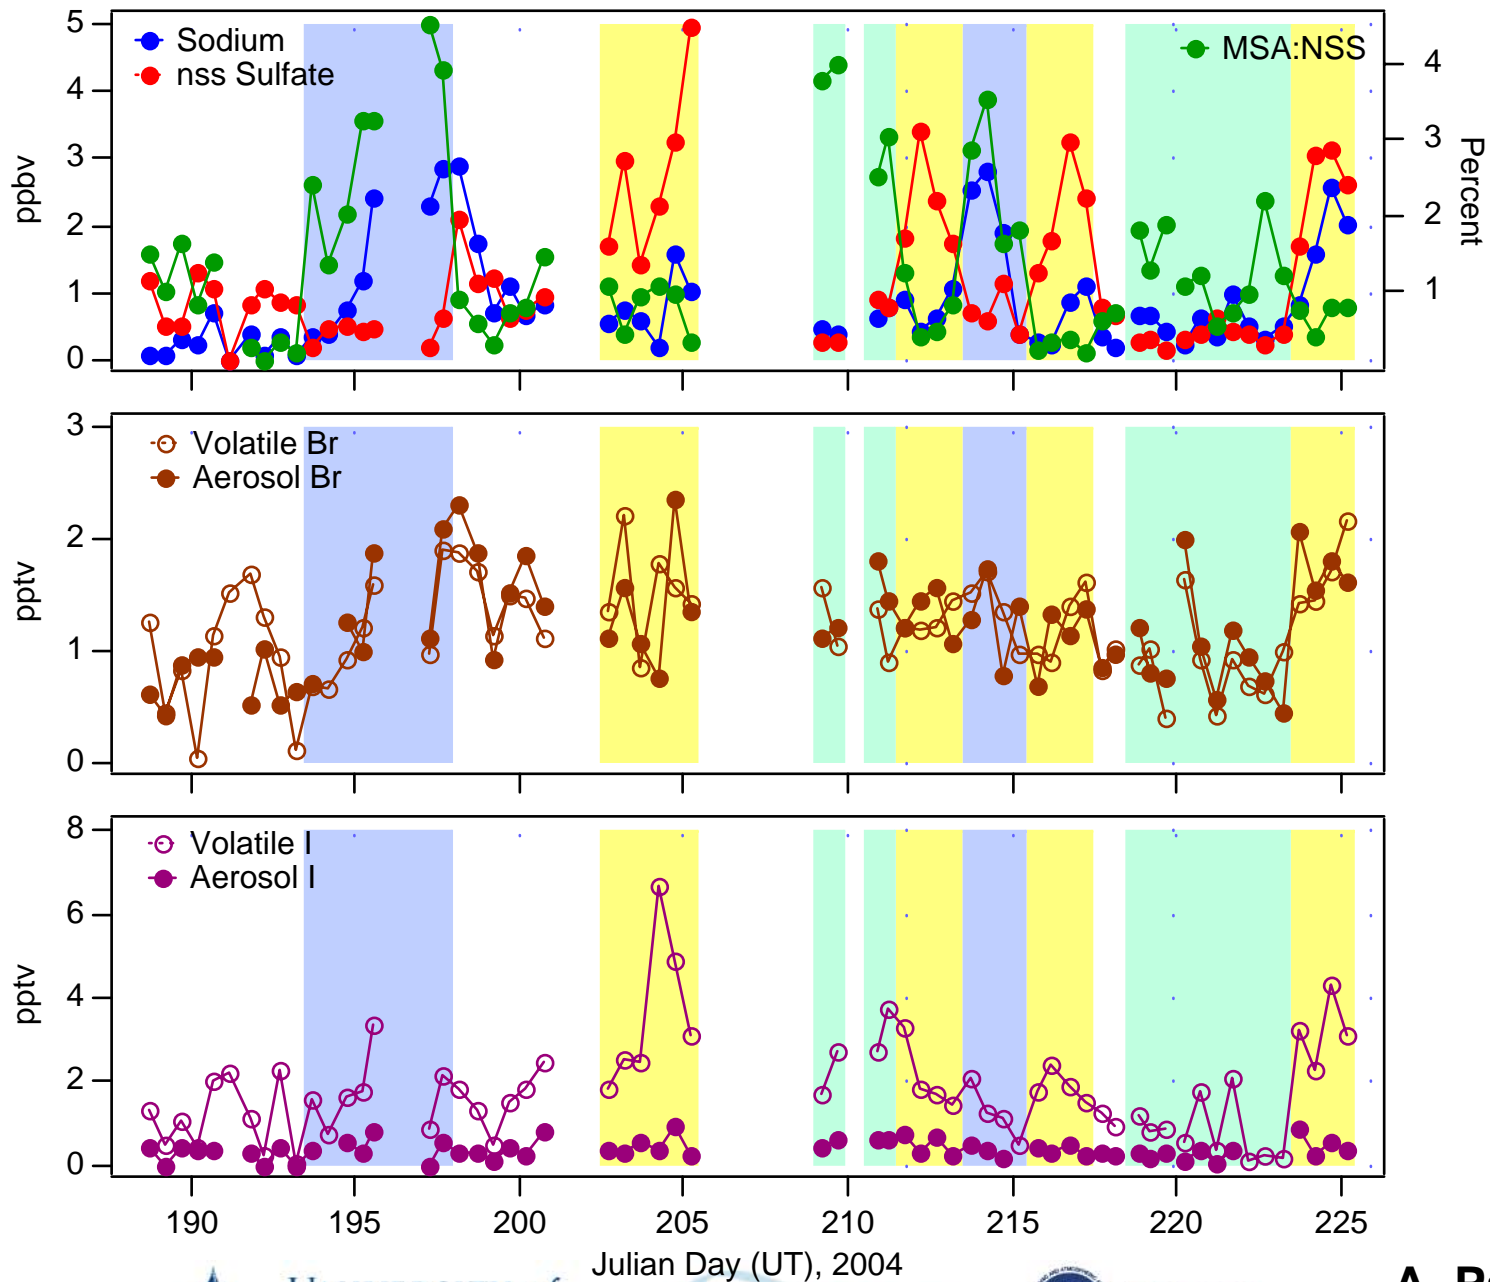 5
4
3
2
1
0
ppbv
Sodium
nss Sulfate
MSA:NSS
4
3
2
1
Percent
3
2
1
0
pptv
Volatile Br
Aerosol Br
8
6
4
2
0
pptv
Volatile I
Aerosol I
190 195 200 205 210 215 220 225
Julian Day (UT), 2004